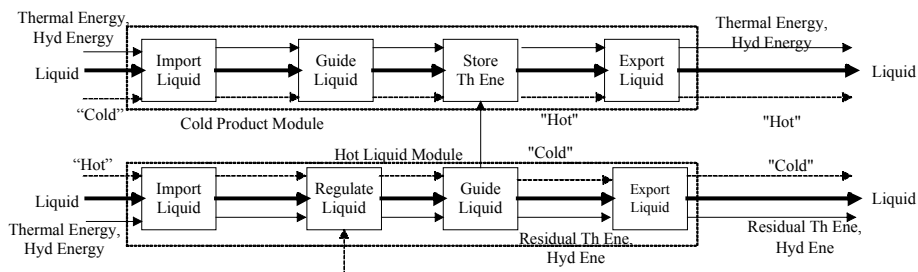 Thermal Energy,
Hyd Energy
Thermal Energy,
Hyd Energy
Liquid
Import
Liquid
Guide
Liquid
Store
Th Ene
Export
Liquid
Liquid
“Cold”
Cold Product Module
"Hot"
"Hot"
“Hot”
Hot Liquid Module
"Cold"
"Cold"
Liquid
Import
Liquid
Regulate
Liquid
Guide
Liquid
Export
Liquid
Liquid
Thermal Energy,
Hyd Energy
Residual Th Ene,
Hyd Ene
Residual Th Ene,
Hyd Ene